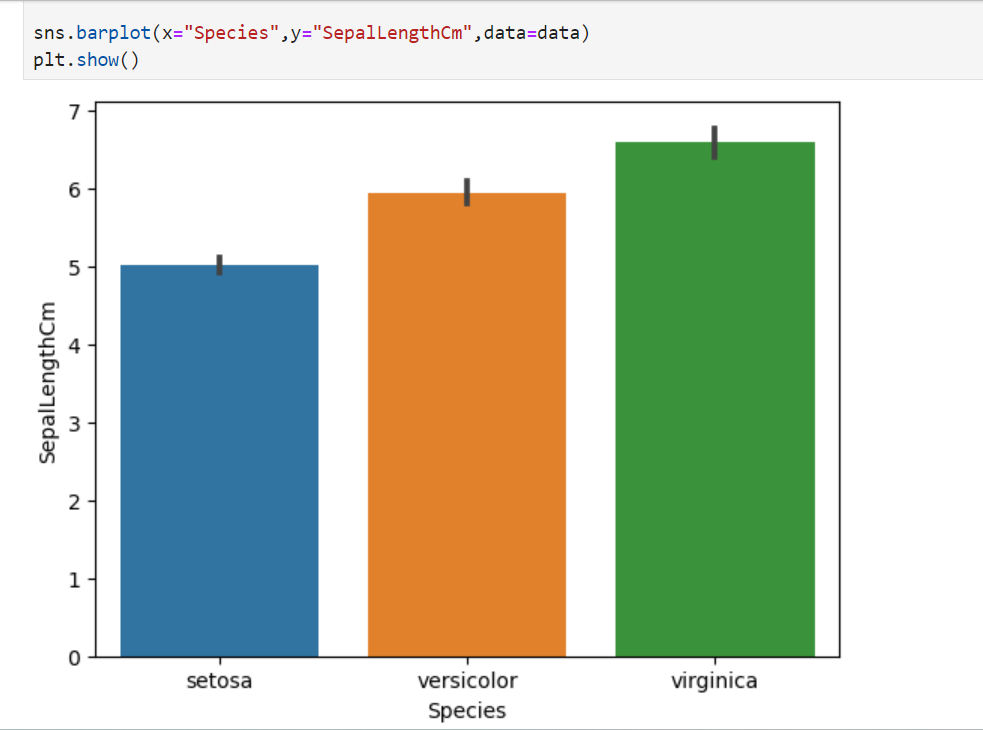 sns.barplot(x="Species",y="SepalLengthCm",data=data)
plt.show()
7
6
5
4
3
2
1
0
SepalLengthCm
setosa versicolor virginica
Species